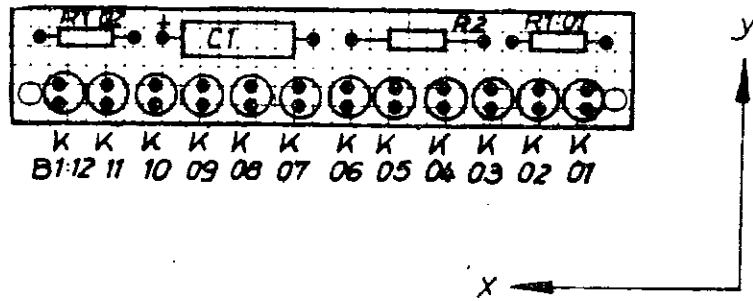 R1:02 + C1 R2 R1:01
K K K K K K K K K K K K
B1:12 11 10 09 08 07 06 05 04 03 02 01
y
X